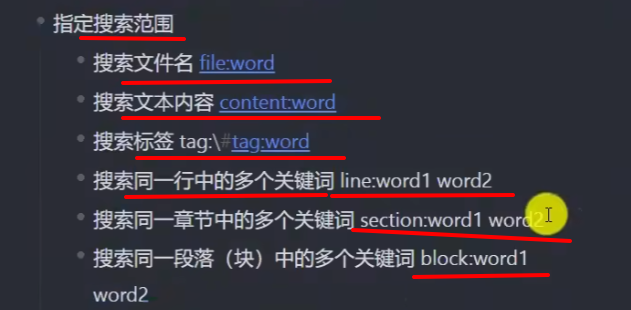 指定搜索范围
搜索文件名 file:word
搜索文本内容 content:word
搜索标签 tag:\#tag:word
搜索同一行中的多个关键词 line:word1 word2
搜索同一章节中的多个关键词 section:word1 word2
搜索同一段落（块）中的多个关键词 block:word1
word2